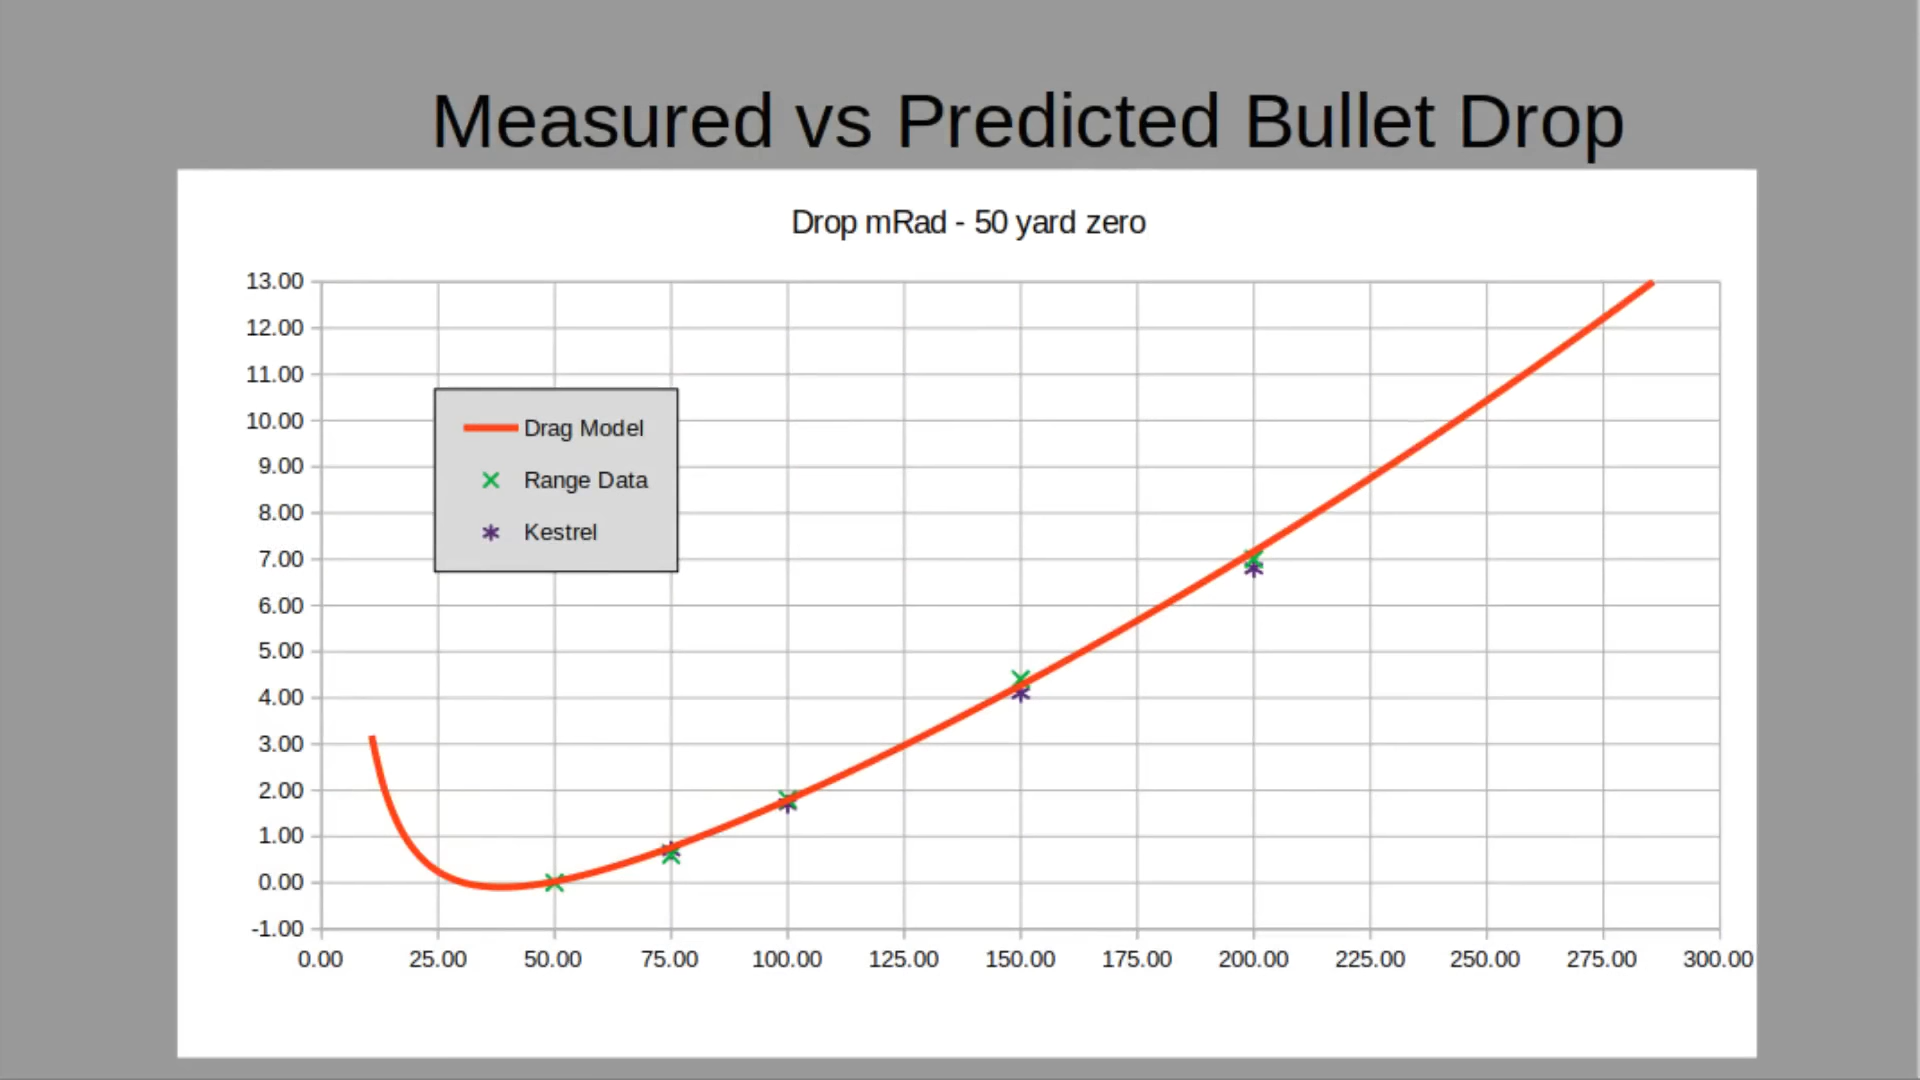 Measured vs Predicted Bullet Drop
Drop mRad - 50 yard zero
13.00
12.00
11.00
10.00
9.00
8.00
7.00
6.00
5.00
4.00
3.00
2.00
1.00
0.00
-1.00
Drag Model
Range Data
Kestrel
0.00 25.00 50.00 75.00 100.00 125.00 150.00 175.00 200.00 225.00 250.00 275.00 300.00